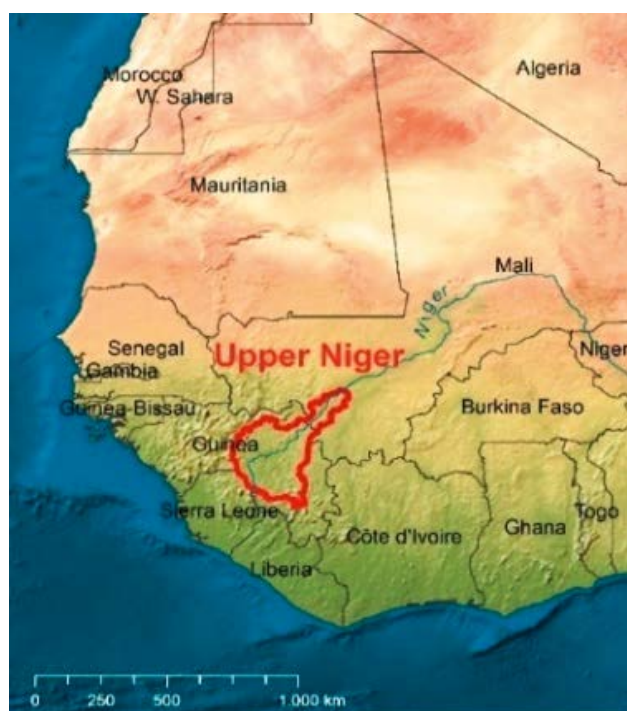 Algeria
Morocco
W. Sahara
Mauritania
Mali
Niger
Senegal
Upper Niger
Niger
Gambia
Guinea Bissau
Burkina Faso
Guinea
Sierra Leone
Togo
Ghana
Côte d'Ivoire
Liberia
0 250 500 1.000 km